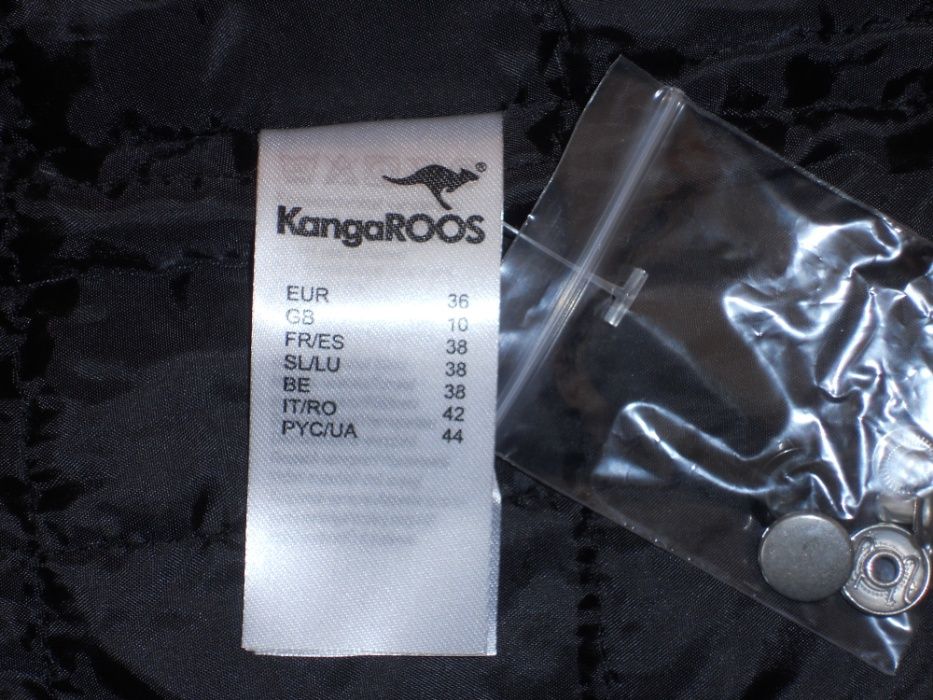 KangaROOS®
EUR 36
GB 10
FR/ES 38
SL/LU 38
BE 38
IT/RO 42
PYC/UA 44